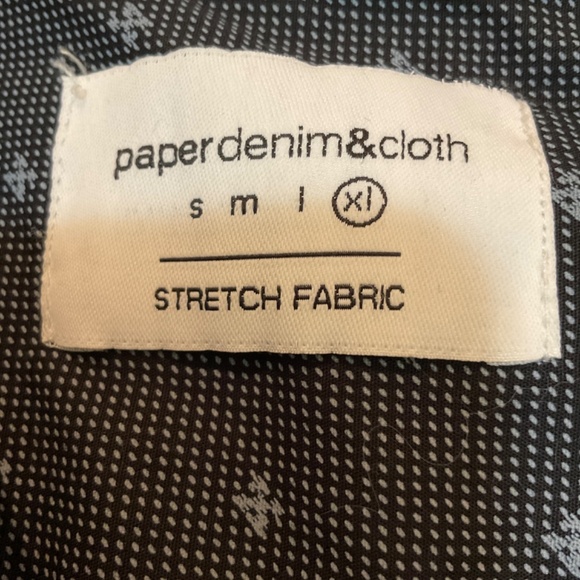 paperdenim&cloth
s m l xl
STRETCH FABRIC